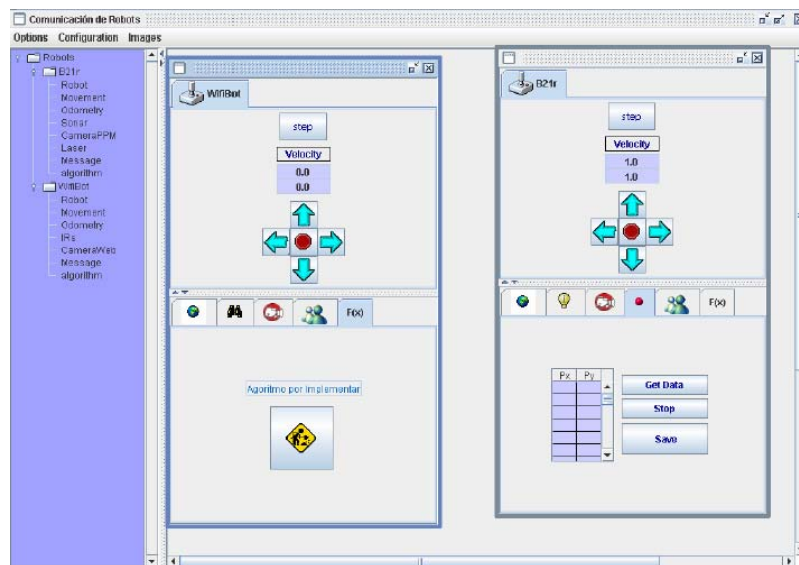 Comunicación de Robots
Options Configuration Images
Robots
B21r
Robot
Movement
Odometry
Sonar
CameraPPM
Laser
Message
algorithm
WifiBot
Robot
Movement
Odometry
IRs
CameraWeb
Message
algorithm
WifiBot
step
Velocity
0.0
0.0
F(x)
Agoritmo por implementar
B21r
step
Velocity
1.0
1.0
F(x)
Px Py
Get Data
Stop
Save